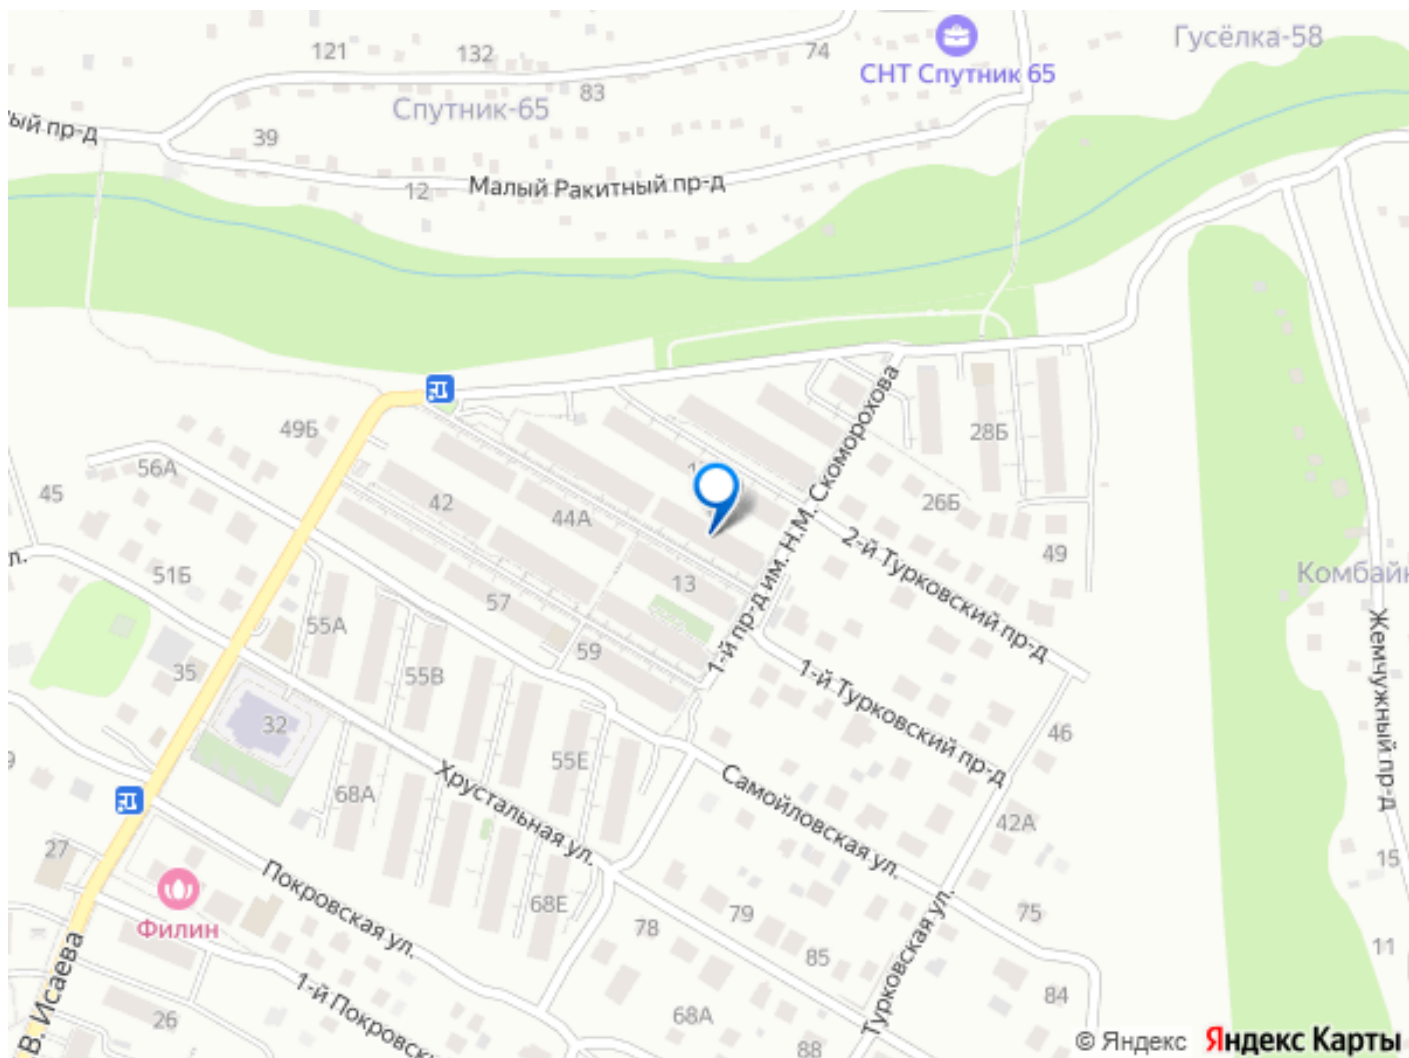 121
132
74
Гусёлка-58
СНТ Спутник 65
83
Спутник-65
ый пр-д
39
12
Малый Ракитный пр-д
49Б
56А
45
42
44А
1-й пр-д им. Н.М. Скоморохова
28Б
26Б
49
2-й Турковский пр-д
Комбайн
л.
51Б
13
57
55А
59
35
55В
1-й Турковский пр-д
Жемчужный пр-д
32
46
55Е
68А
Хрустальная ул.
Самойловская ул.
42А
27
15
Покровская ул.
Филин
68Е
79
75
78
85
11
Турковская ул.
В. Исаева
1-й Покровск
26
68А
84
88
© Яндекс Яндекс Карты